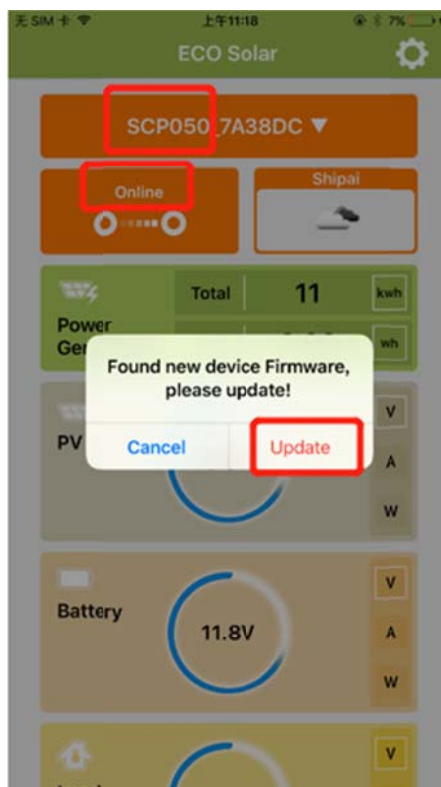 无 SIM 卡 上午11:18 7%
ECO Solar
SCP050_7A38DC ▼
Online
Shipai
Total 11 kwh
Power
wh
Found new device Firmware,
please update!
Cancel Update
PV
V
A
W
Battery
11.8V
V
A
W
V